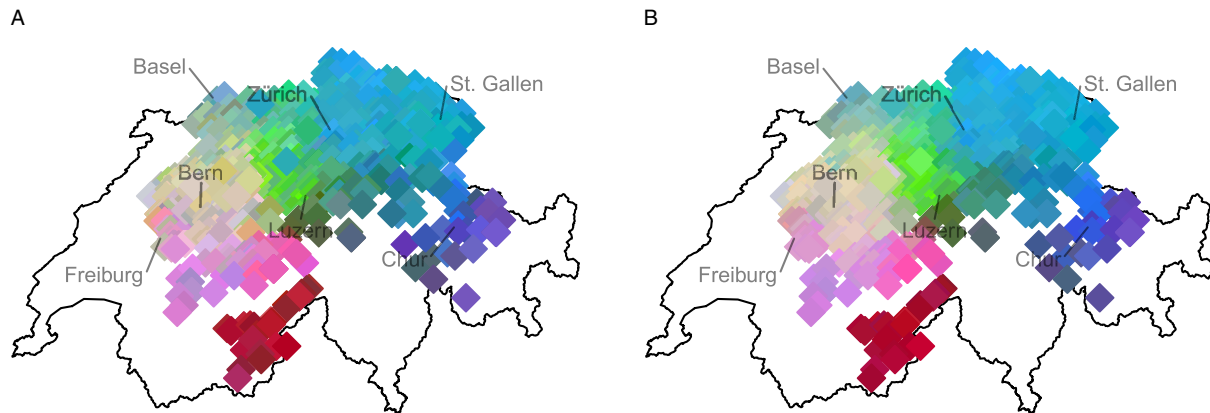 A
Basel
Zürich
St. Gallen
Bern
Luzern
Freiburg
Chur
B
Basel
Zürich
St. Gallen
Bern
Luzern
Freiburg
Chur